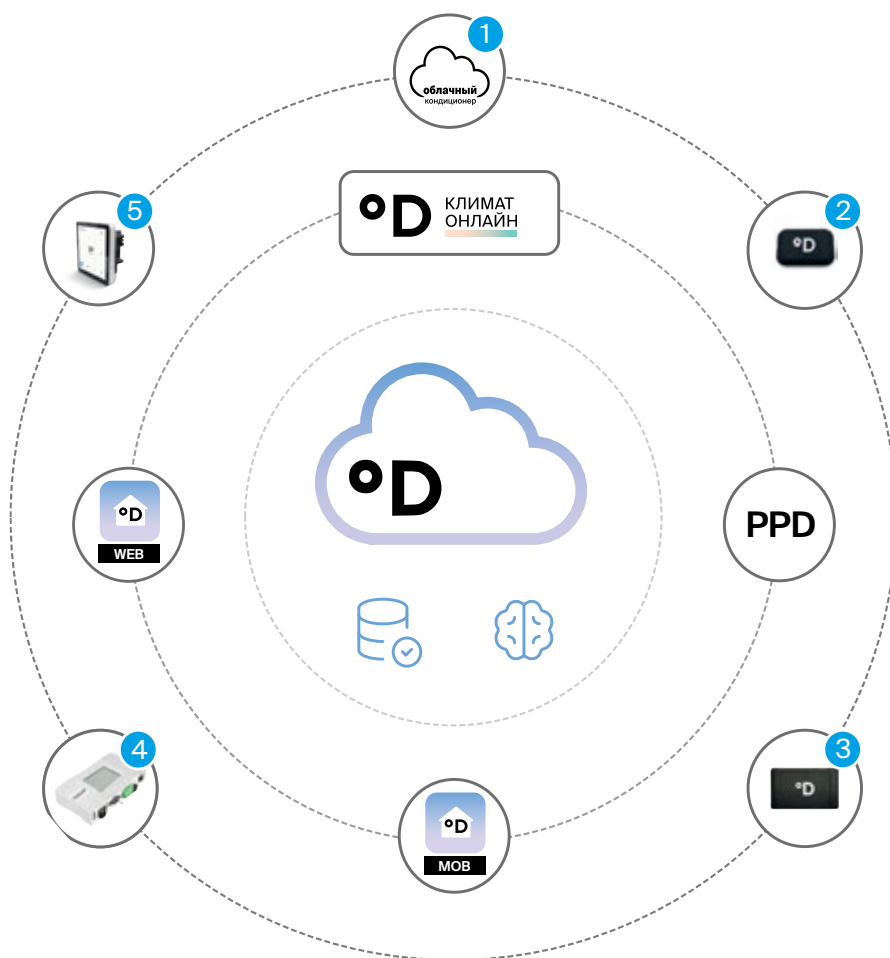 1
облачный
кондиционер
5
°D
КЛИМАТ
ОНЛАЙН
2
°D
°D
°D
WEB
PPD
4
3
°D
°D
MOB